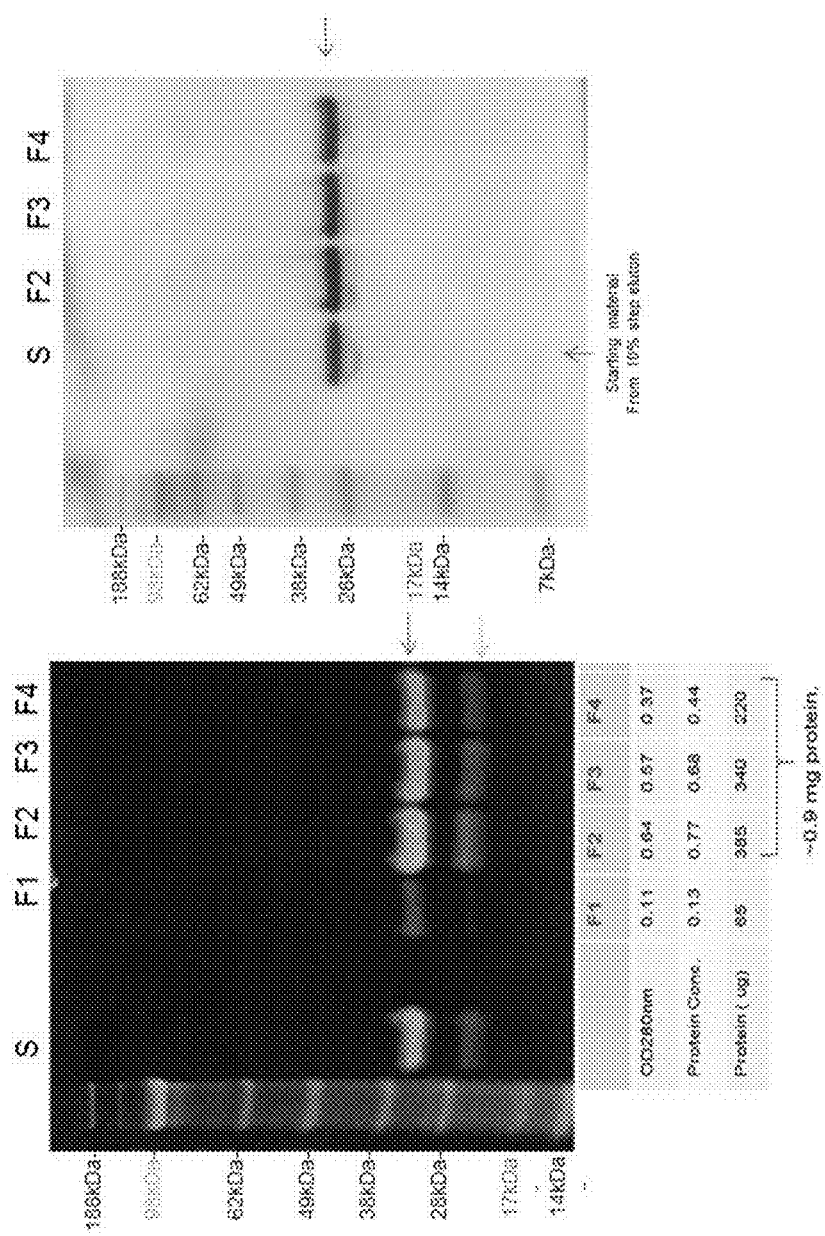 S F2 F3 F4
188kDa-
98kDa-
62kDa-
49kDa-
38kDa-
28kDa-
17kDa
14kDa-
7kDa-
Starting material
From 10% step elution
S F1 F2 F3 F4
188kDa-
98kDa-
62kDa-
49kDa-
38kDa-
28kDa-
17kDa
14kDa-
F1 F2 F3 F4
OD280nm 0.11 0.64 0.57 0.37
Protein Conc. 0.13 0.77 0.68 0.44
Protein ( ug) 65 385 340 220
~0.9 mg protein.